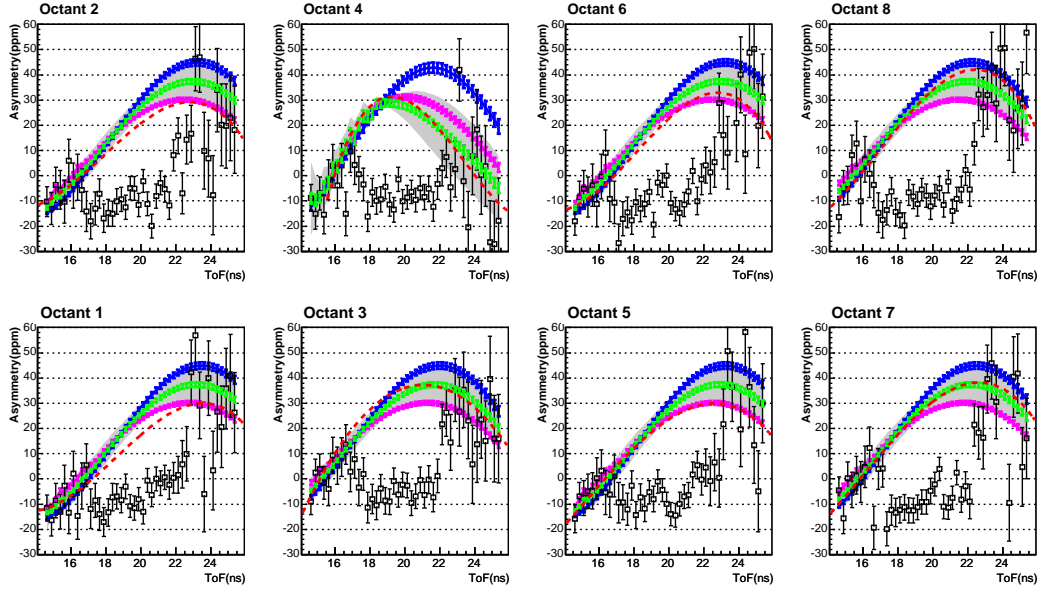 Octant 2
Asymmetry(ppm)
60
50
40
30
20
10
0
-10
-20
-30
16 18 20 22 24
ToF(ns)
Octant 4
Asymmetry(ppm)
60
50
40
30
20
10
0
-10
-20
-30
16 18 20 22 24
ToF(ns)
Octant 6
Asymmetry(ppm)
60
50
40
30
20
10
0
-10
-20
-30
16 18 20 22 24
ToF(ns)
Octant 8
Asymmetry(ppm)
60
50
40
30
20
10
0
-10
-20
-30
16 18 20 22 24
ToF(ns)
Octant 1
Asymmetry(ppm)
60
50
40
30
20
10
0
-10
-20
-30
16 18 20 22 24
ToF(ns)
Octant 3
Asymmetry(ppm)
60
50
40
30
20
10
0
-10
-20
-30
16 18 20 22 24
ToF(ns)
Octant 5
Asymmetry(ppm)
60
50
40
30
20
10
0
-10
-20
-30
16 18 20 22 24
ToF(ns)
Octant 7
Asymmetry(ppm)
60
50
40
30
20
10
0
-10
-20
-30
16 18 20 22 24
ToF(ns)